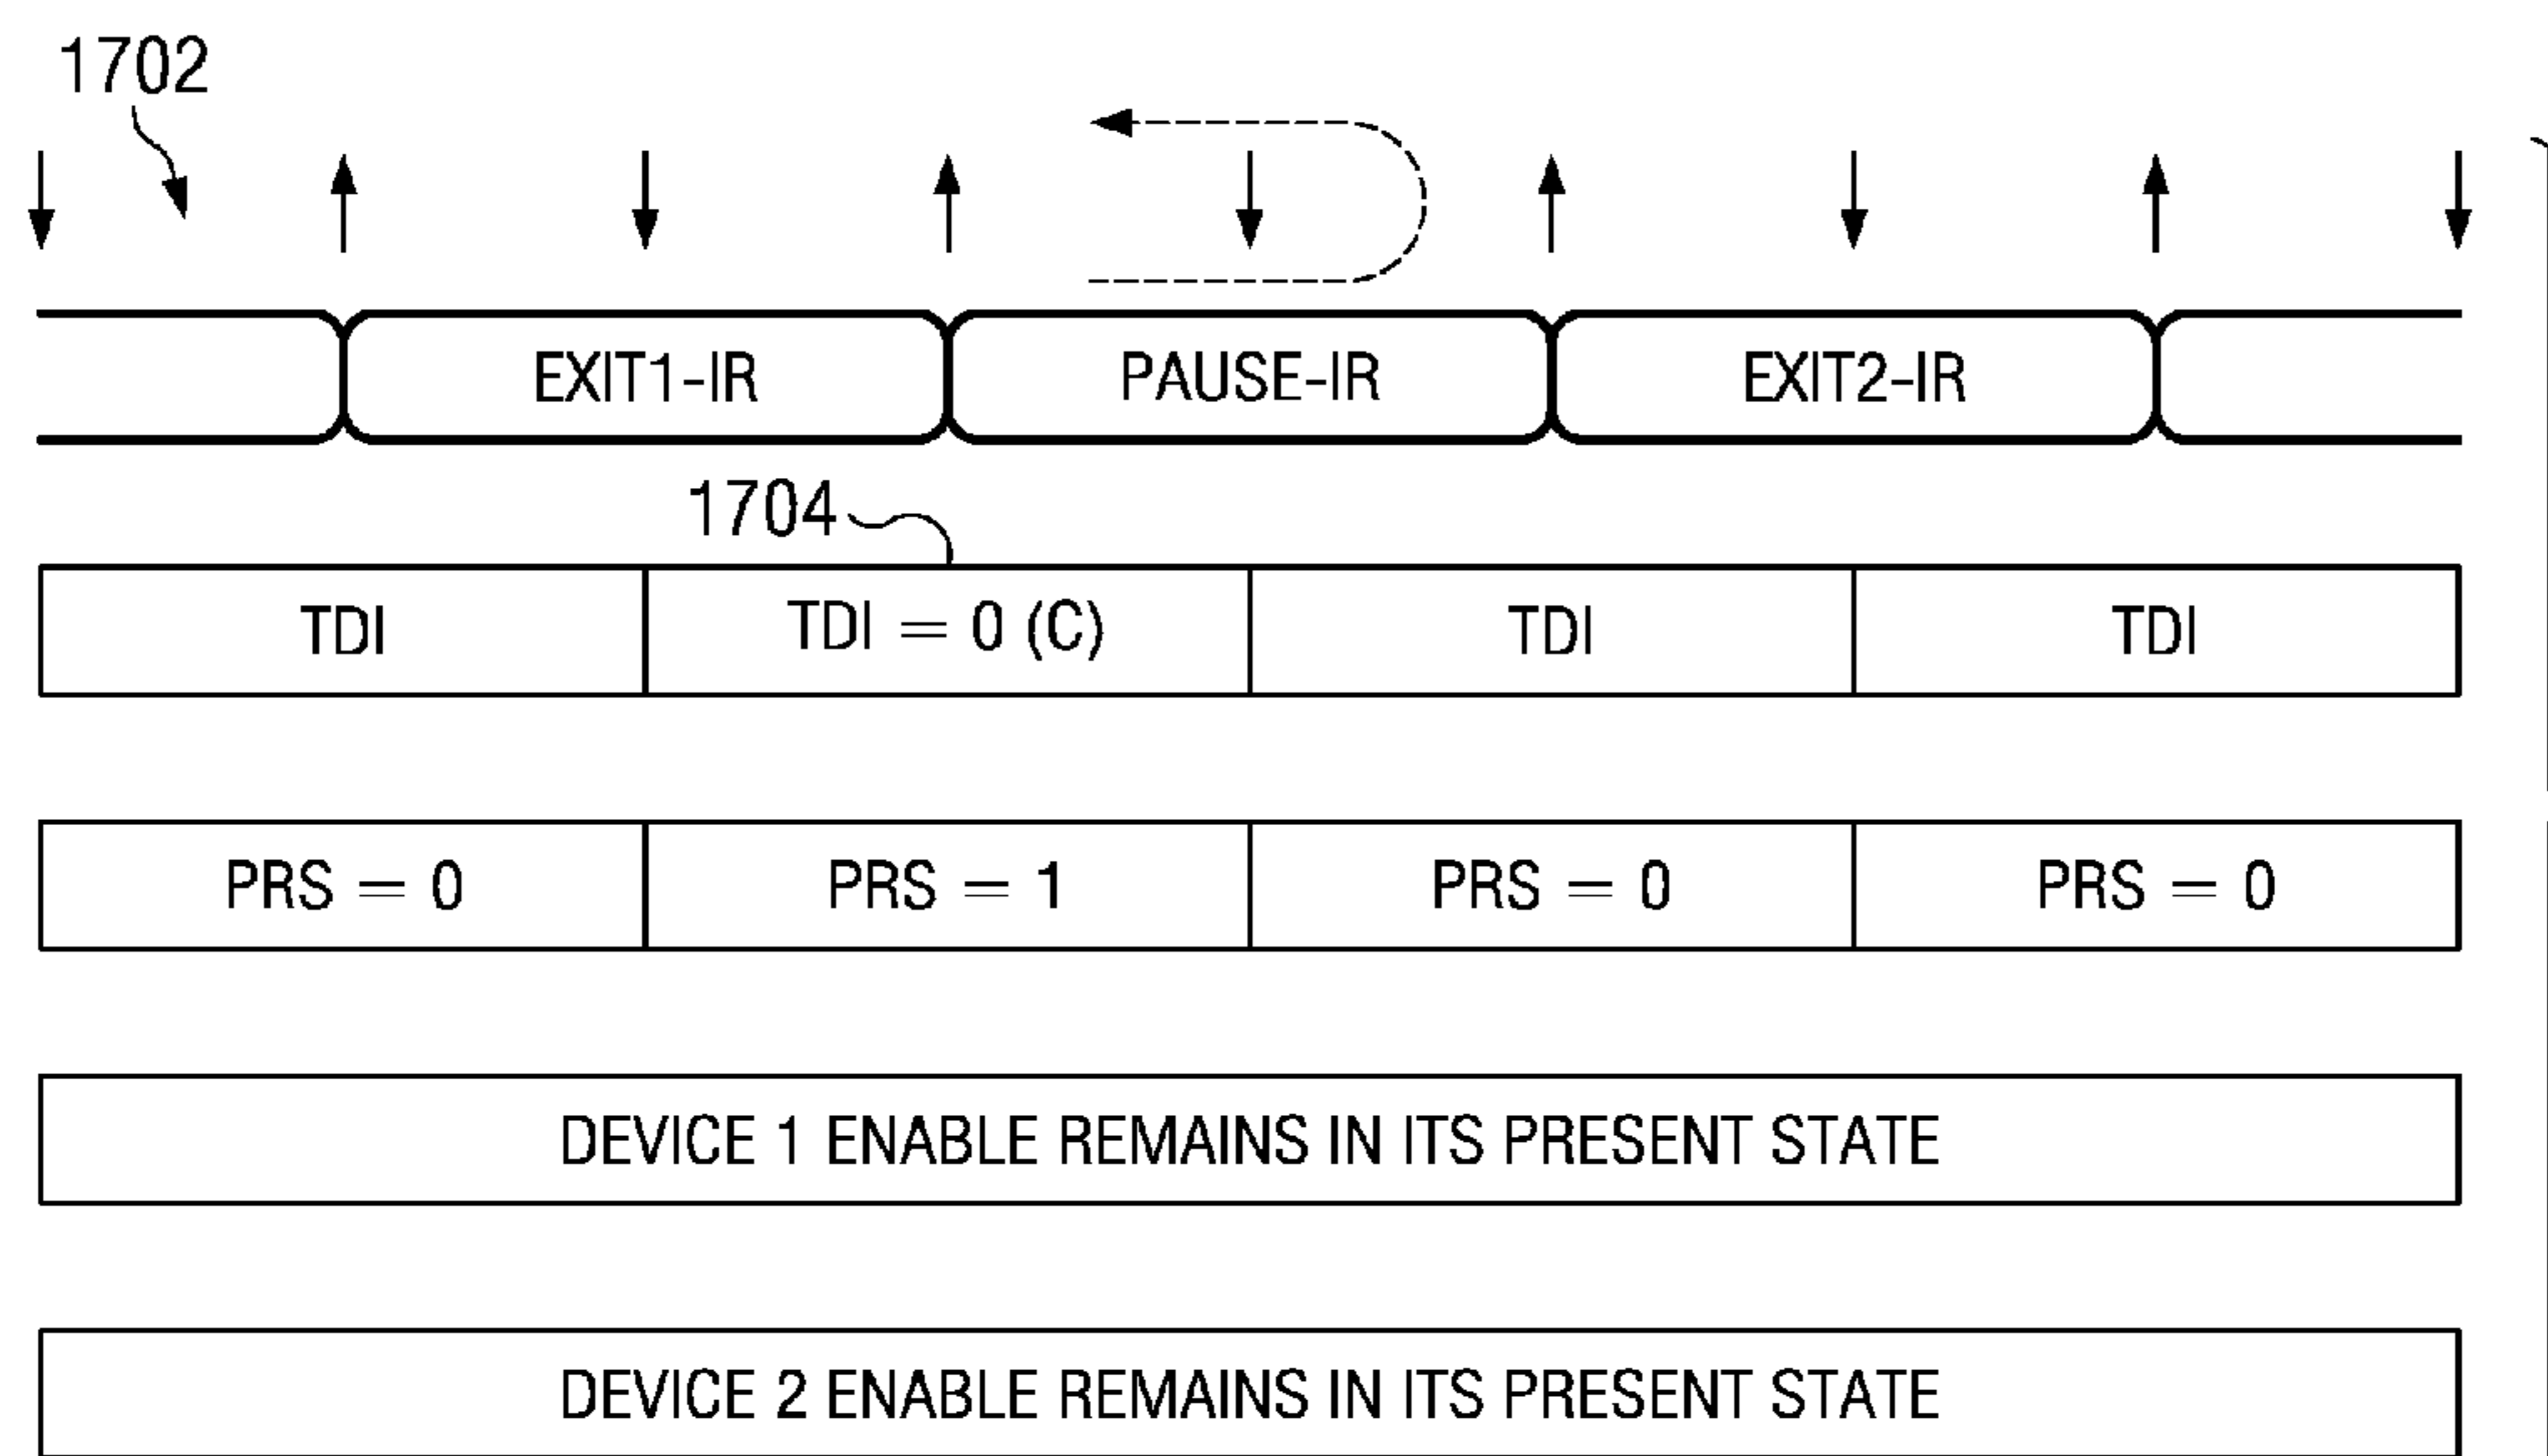 1702
EXIT1-IR PAUSE-IR EXIT2-IR
1704
TDI TDI = 0 (C) TDI TDI
PRS = 0 PRS = 1 PRS = 0 PRS = 0
DEVICE 1 ENABLE REMAINS IN ITS PRESENT STATE
DEVICE 2 ENABLE REMAINS IN ITS PRESENT STATE